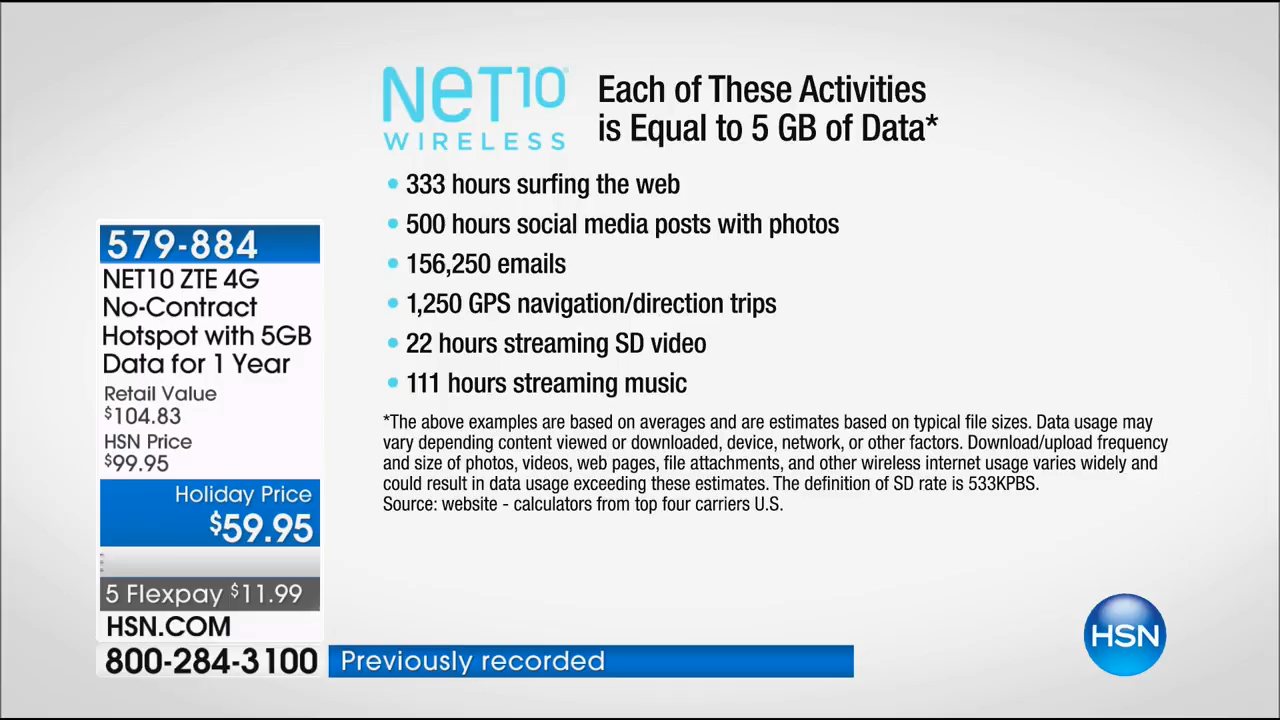 NET10
WIRELESS
Each of These Activities
is Equal to 5 GB of Data*
• 333 hours surfing the web
• 500 hours social media posts with photos
• 156,250 emails
• 1,250 GPS navigation/direction trips
• 22 hours streaming SD video
• 111 hours streaming music
*The above examples are based on averages and are estimates based on typical file sizes. Data usage may
vary depending content viewed or downloaded, device, network, or other factors. Download/upload frequency
and size of photos, videos, web pages, file attachments, and other wireless internet usage varies widely and
could result in data usage exceeding these estimates. The definition of SD rate is 533KPBS.
Source: website - calculators from top four carriers U.S.
579-884
NET10 ZTE 4G
No-Contract
Hotspot with 5GB
Data for 1 Year
Retail Value
$104.83
HSN Price
$99.95
Holiday Price
$59.95
5 Flexpay $11.99
HSN.COM
800-284-3100
Previously recorded
HSN